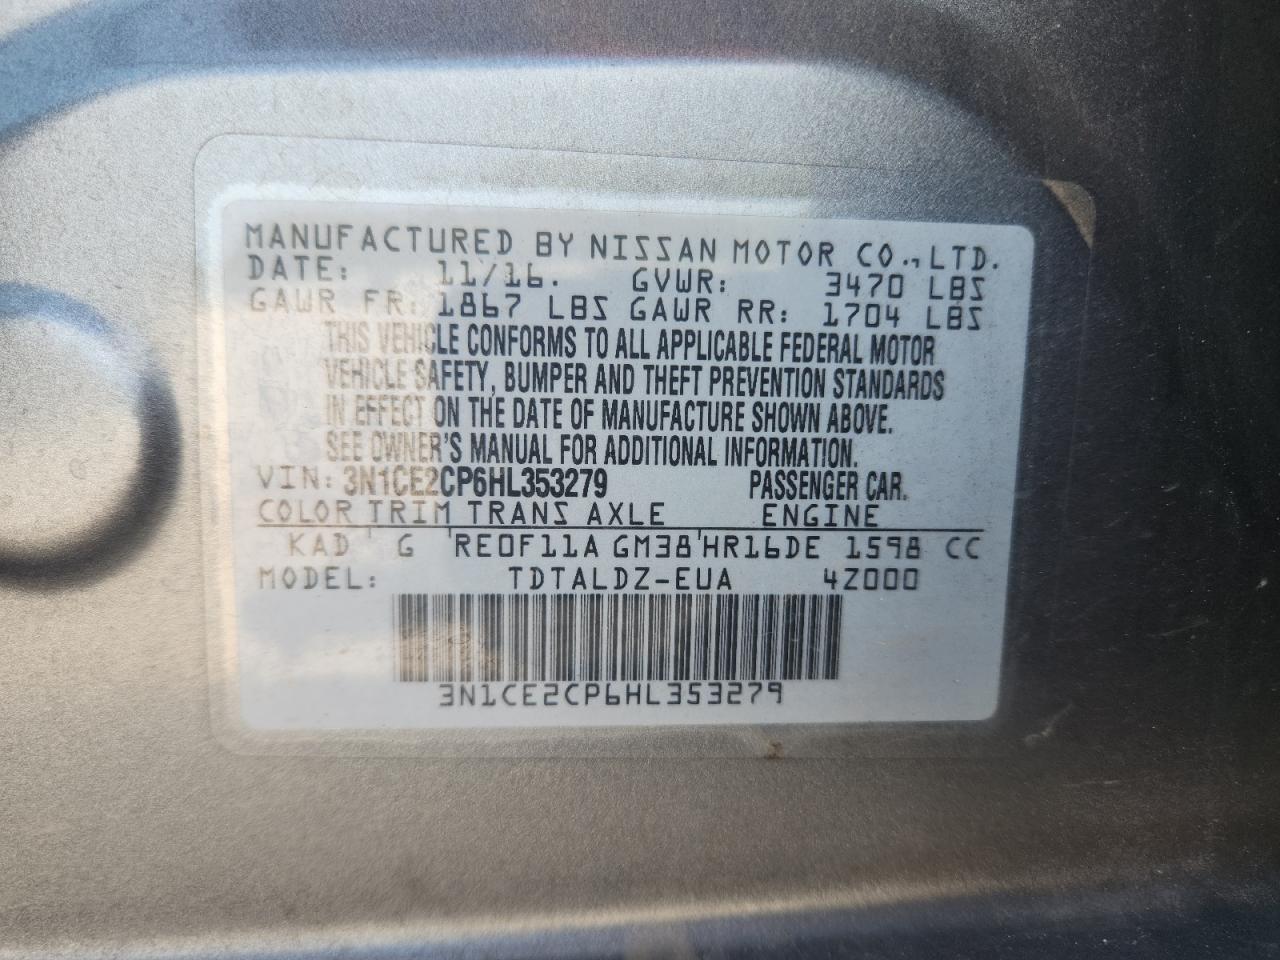 MANUFACTURED BY NISSAN MOTOR CO., LTD.
DATE: 11/16. GVWR: 3470 LBS
GAWR FR: 1867 LBS GAWR RR: 1704 LBS
THIS VEHICLE CONFORMS TO ALL APPLICABLE FEDERAL MOTOR
VEHICLE SAFETY, BUMPER AND THEFT PREVENTION STANDARDS
IN EFFECT ON THE DATE OF MANUFACTURE SHOWN ABOVE.
SEE OWNER'S MANUAL FOR ADDITIONAL INFORMATION.
VIN: 3N1CE2CP6HL353279 PASSENGER CAR.
COLOR TRIM TRANS AXLE ENGINE
KAD ' G 'RE0F11A GM38'HR16DE 1598 CC
MODEL: TDTALDZ-EUA 4Z000
3N1CE2CP6HL353279